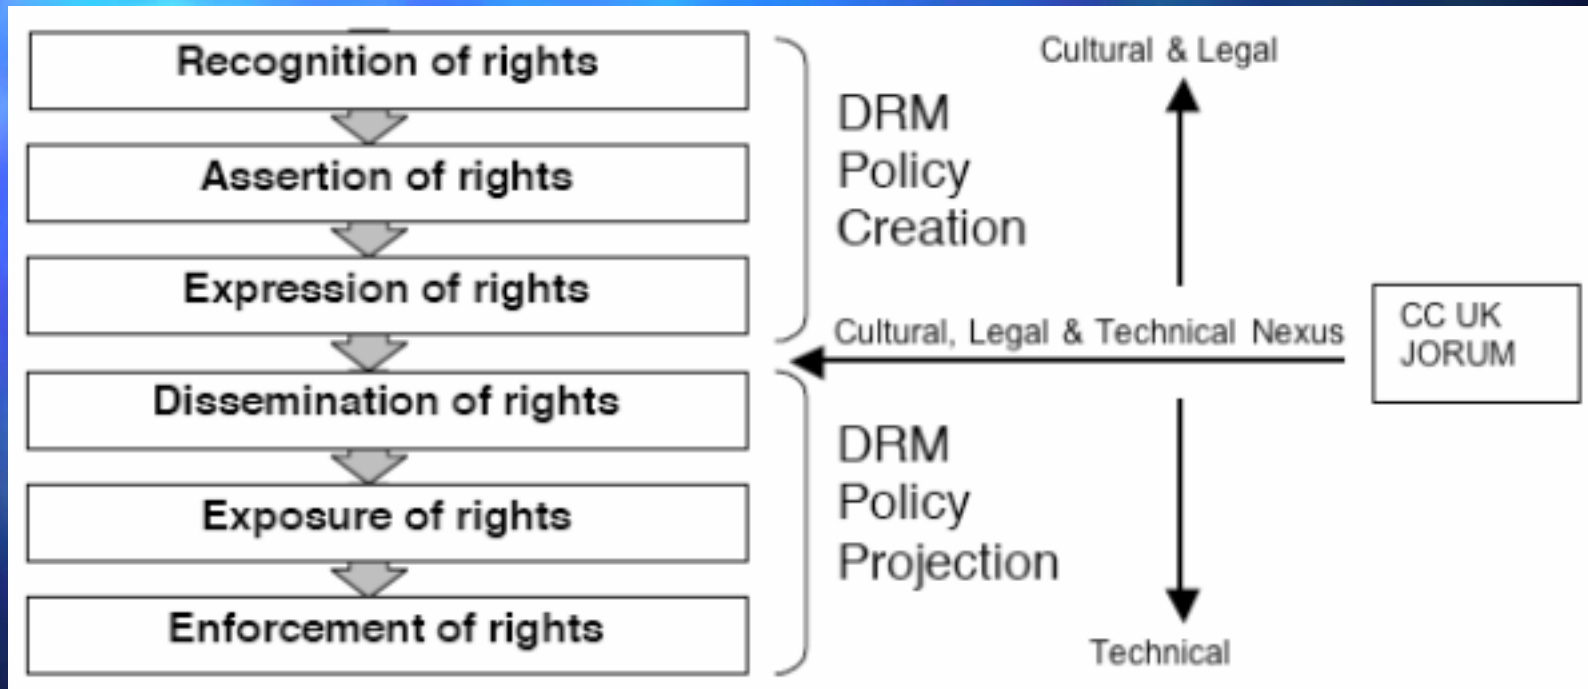 Recognition of rights
Assertion of rights
Expression of rights
Dissemination of rights
Exposure of rights
Enforcement of rights
DRM
Policy
Creation
DRM
Policy
Projection
Cultural & Legal
Cultural, Legal & Technical Nexus
Technical
CC UK
JORUM